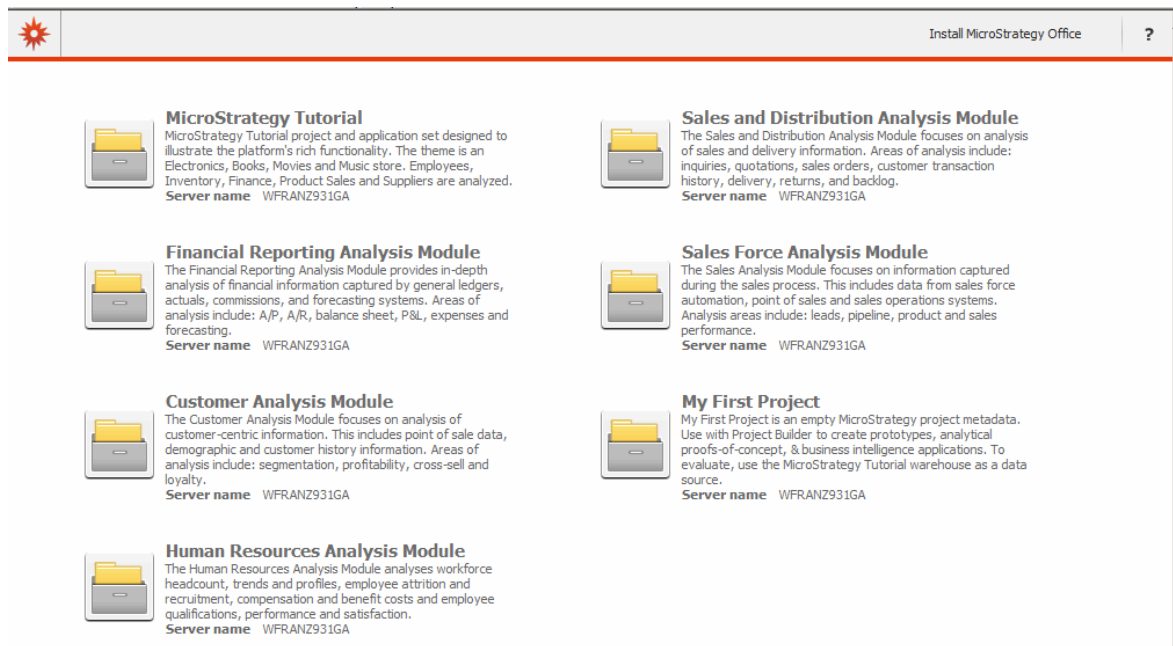 Install MicroStrategy Office ?
MicroStrategy Tutorial
MicroStrategy Tutorial project and application set designed to
illustrate the platform's rich functionality. The theme is an
Electronics, Books, Movies and Music store. Employees,
Inventory, Finance, Product Sales and Suppliers are analyzed.
Server name WFRANZ931GA
Sales and Distribution Analysis Module
The Sales and Distribution Analysis Module focuses on analysis
of sales and delivery information. Areas of analysis include:
inquiries, quotations, sales orders, customer transaction
history, delivery, returns, and backlog.
Server name WFRANZ931GA
Financial Reporting Analysis Module
The Financial Reporting Analysis Module provides in-depth
analysis of financial information captured by general ledgers,
actuals, commissions, and forecasting systems. Areas of
analysis include: A/P, A/R, balance sheet, P&L, expenses and
forecasting.
Server name WFRANZ931GA
Sales Force Analysis Module
The Sales Analysis Module focuses on information captured
during the sales process. This includes data from sales force
automation, point of sales and sales operations systems.
Analysis areas include: leads, pipeline, product and sales
performance.
Server name WFRANZ931GA
Customer Analysis Module
The Customer Analysis Module focuses on analysis of
customer-centric information. This includes point of sale data,
demographic and customer history information. Areas of
analysis include: segmentation, profitability, cross-sell and
loyalty.
Server name WFRANZ931GA
My First Project
My First Project is an empty MicroStrategy project metadata.
Use with Project Builder to create prototypes, analytical
proofs-of-concept, & business intelligence applications. To
evaluate, use the MicroStrategy Tutorial warehouse as a data
source.
Server name WFRANZ931GA
Human Resources Analysis Module
The Human Resources Analysis Module analyses workforce
headcount, trends and profiles, employee attrition and
recruitment, compensation and benefit costs and employee
qualifications, performance and satisfaction.
Server name WFRANZ931GA